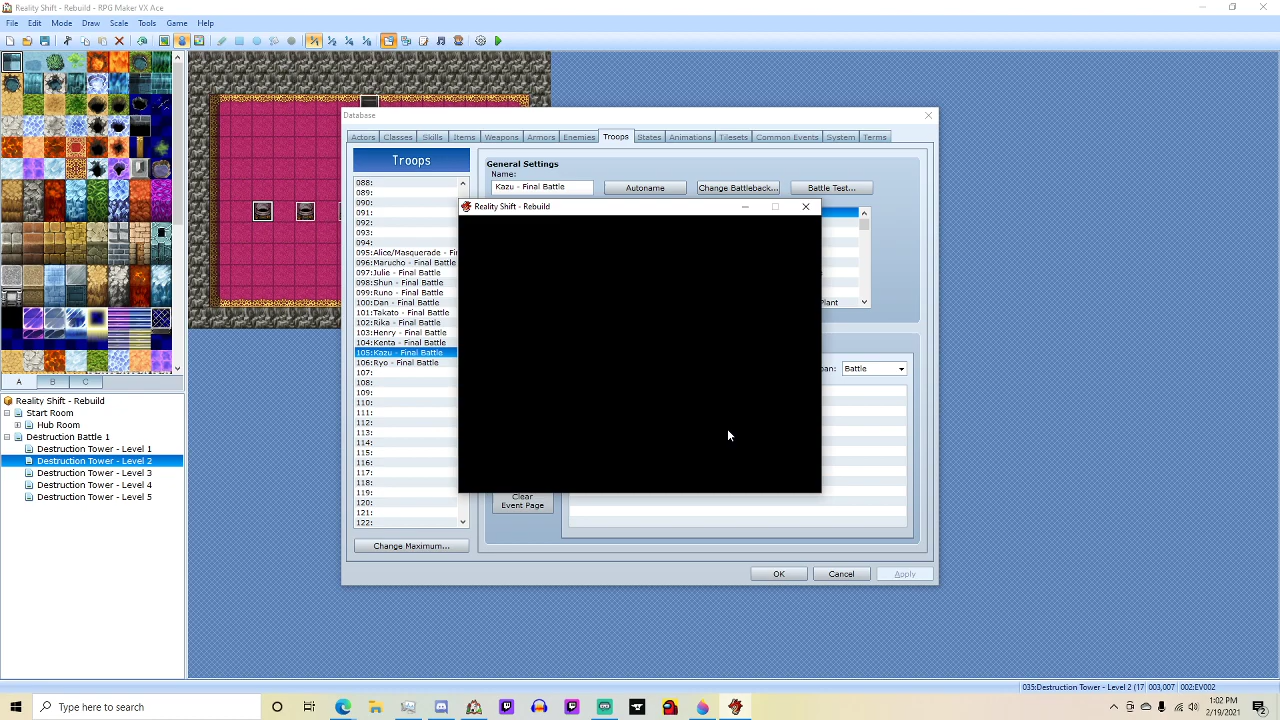 Reality Shift - Rebuild - RPG Maker VX Ace
File Edit Mode Draw Scale Tools Game Help
Database
Actors Classes Skills Items Weapons Armors Enemies Troops States Animations Tilesets Common Events System Terms
Troops
General Settings
Name:
Kazu - Final Battle
Autoname
Change Battleback...
Battle Test...
088:
089:
090:
091:
092:
093:
094:
095:Alice/Masquerade - Fir
096:Marucho - Final Battle
097:Julie - Final Battle
098:Shun - Final Battle
099:Runo - Final Battle
100:Dan - Final Battle
101:Takato - Final Battle
102:Rika - Final Battle
103:Henry - Final Battle
104:Kenta - Final Battle
105:Kazu - Final Battle
106:Ryo - Final Battle
107:
108:
109:
110:
111:
112:
113:
114:
115:
116:
117:
118:
119:
120:
121:
122:
Change Maximum...
Reality Shift - Rebuild
Plant
an:
Battle
Clear
Event Page
OK
Cancel
Apply
A
B
C
Reality Shift - Rebuild
Start Room
Hub Room
Destruction Battle 1
Destruction Tower - Level 1
Destruction Tower - Level 2
Destruction Tower - Level 3
Destruction Tower - Level 4
Destruction Tower - Level 5
035:Destruction Tower - Level 2 (17
003,007
002:EV002
Type here to search
1:02 PM
2/19/2021
2